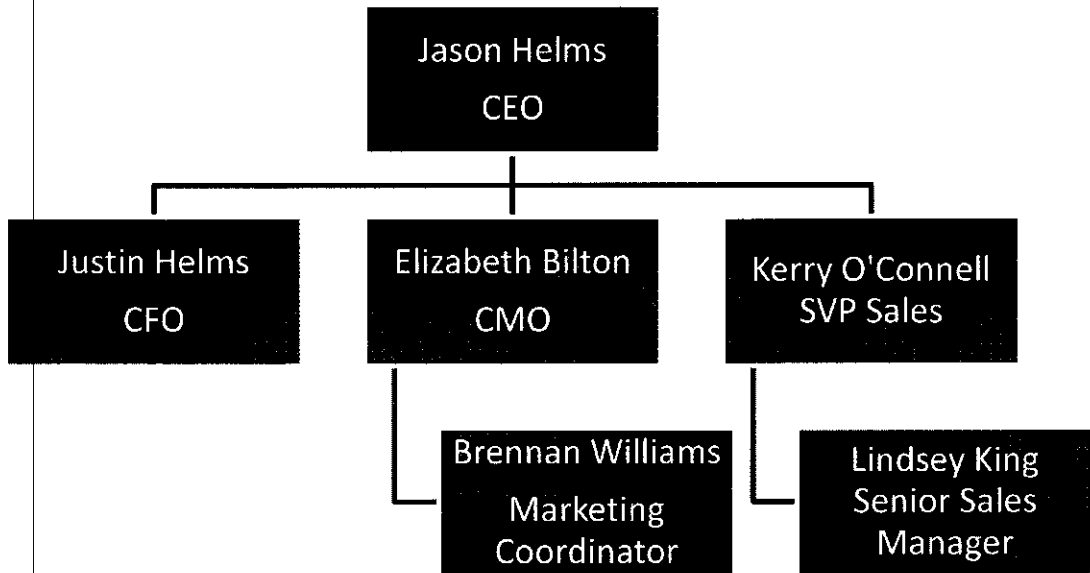 Jason Helms
CEO
Justin Helms
CFO
Elizabeth Bilton
CMO
Kerry O'Connell
SVP Sales
Brennan Williams
Marketing
Coordinator
Lindsey King
Senior Sales
Manager